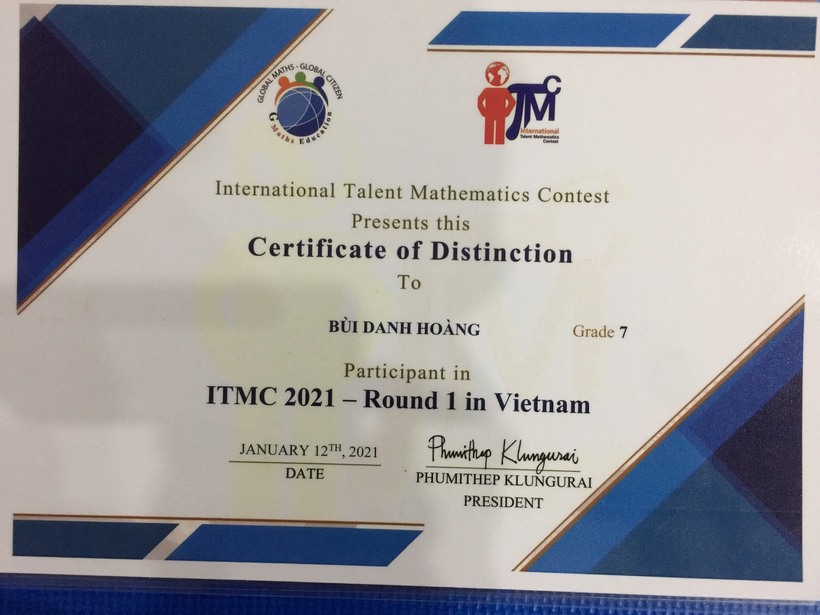 GLOBAL MATHS - GLOBAL CITIZEN
G Maths Education
ITMC
International
Talent Mathematics
Contest
International Talent Mathematics Contest
Presents this
Certificate of Distinction
To
BÙI DANH HOÀNG Grade 7
Participant in
ITMC 2021 – Round 1 in Vietnam
JANUARY 12TH, 2021
DATE
Phumithep Klungurai
PHUMITHEP KLUNGURAI
PRESIDENT